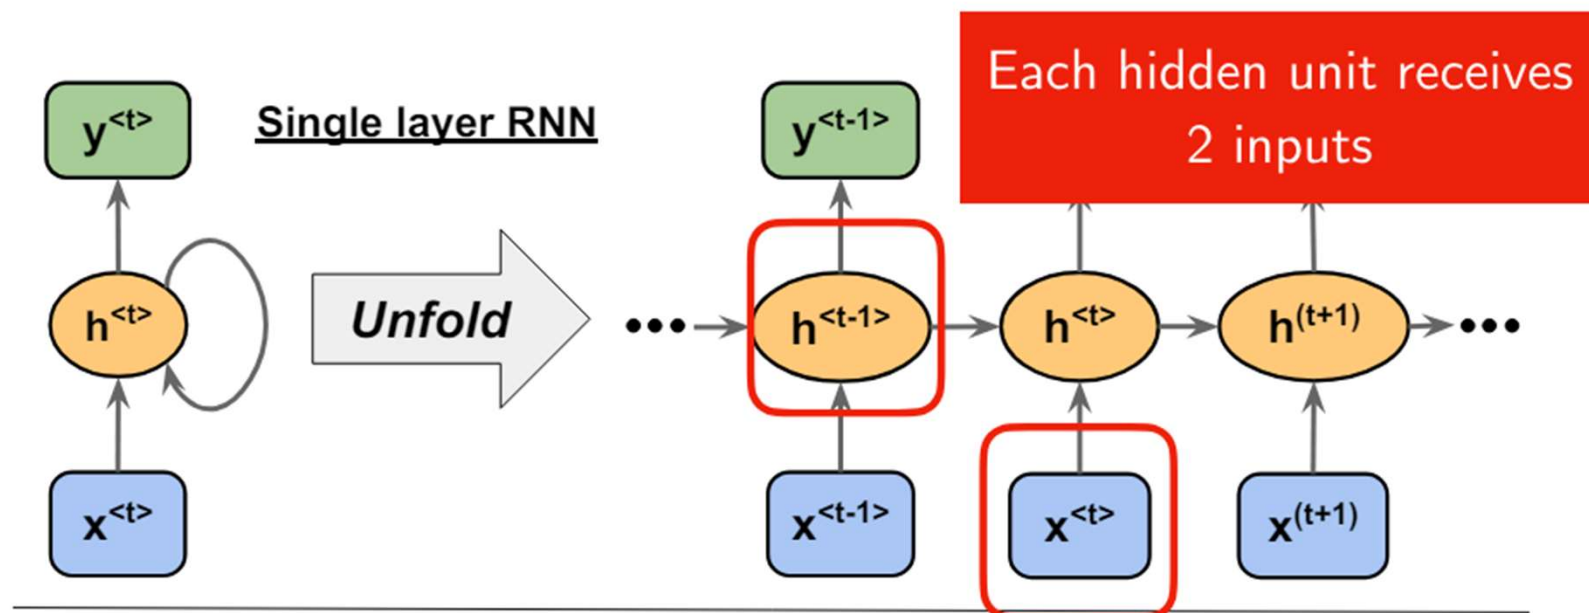 Each hidden unit receives
2 inputs
y<t>
Single layer RNN
y<t-1>
h<t>
Unfold
••• h<t-1> h<t> h(t+1) •••
x<t>
x<t-1> x<t> x(t+1)